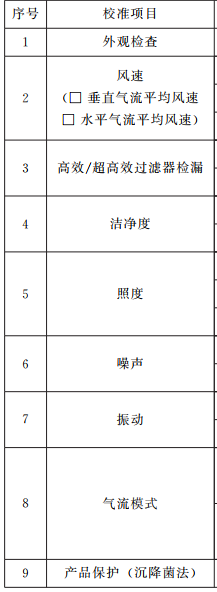 序号 校准项目
1 外观检查
2 风速
（□ 垂直气流平均风速
□ 水平气流平均风速）
3 高效/超高效过滤器检漏
4 洁净度
5 照度
6 噪声
7 振动
8 气流模式
9 产品保护（沉降菌法）